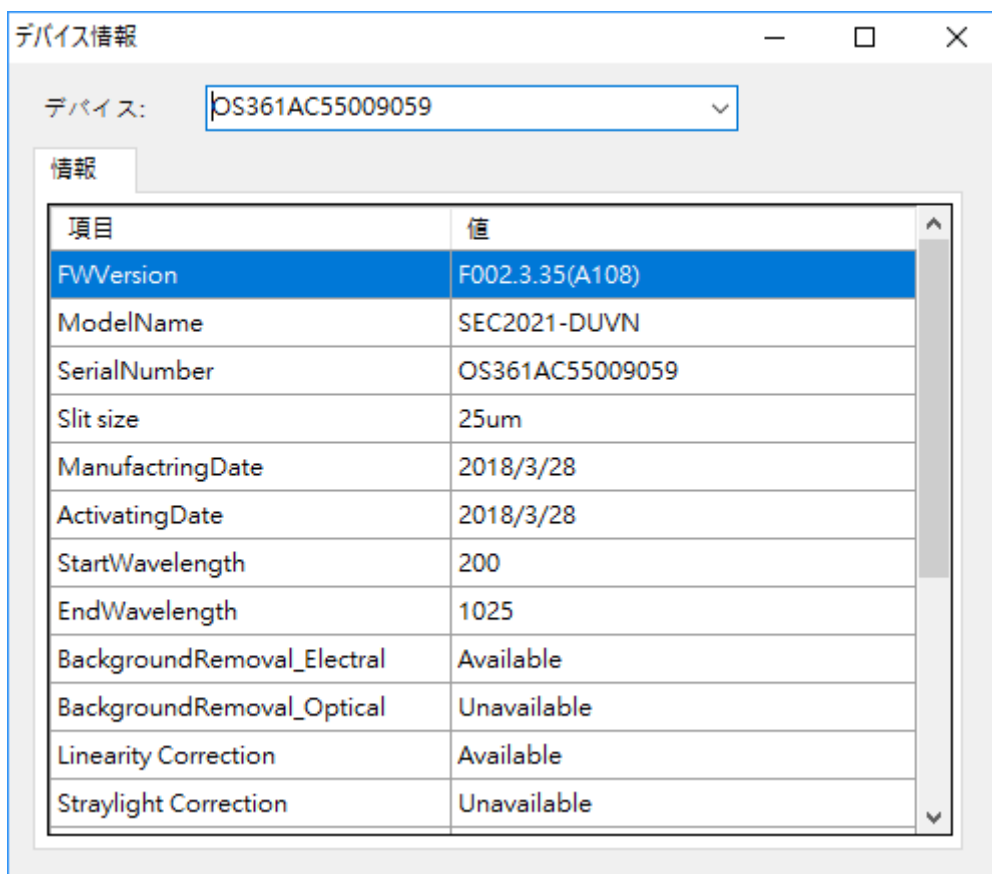 デバイス情報
デバイス: OS361AC55009059
情報
項目 値
FWVersion F002.3.35(A108)
ModelName SEC2021-DUVN
SerialNumber OS361AC55009059
Slit size 25um
ManufactringDate 2018/3/28
ActivatingDate 2018/3/28
StartWavelength 200
EndWavelength 1025
BackgroundRemoval_Electral Available
BackgroundRemoval_Optical Unavailable
Linearity Correction Available
Straylight Correction Unavailable